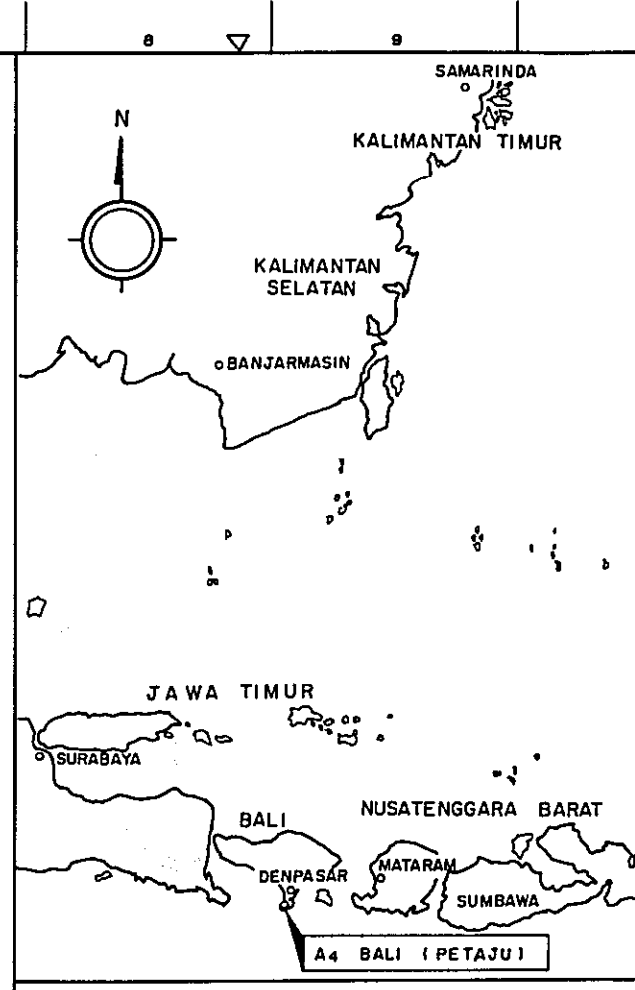 8 9
SAMARINDA
N
KALIMANTAN TIMUR
KALIMANTAN
SELATAN
BANJARMASIN
JAWA TIMUR
SURABAYA
BALI
NUSATENGGARA BARAT
DENPASAR
MATARAM
SUMBAWA
A4 BALI (PETAJU)